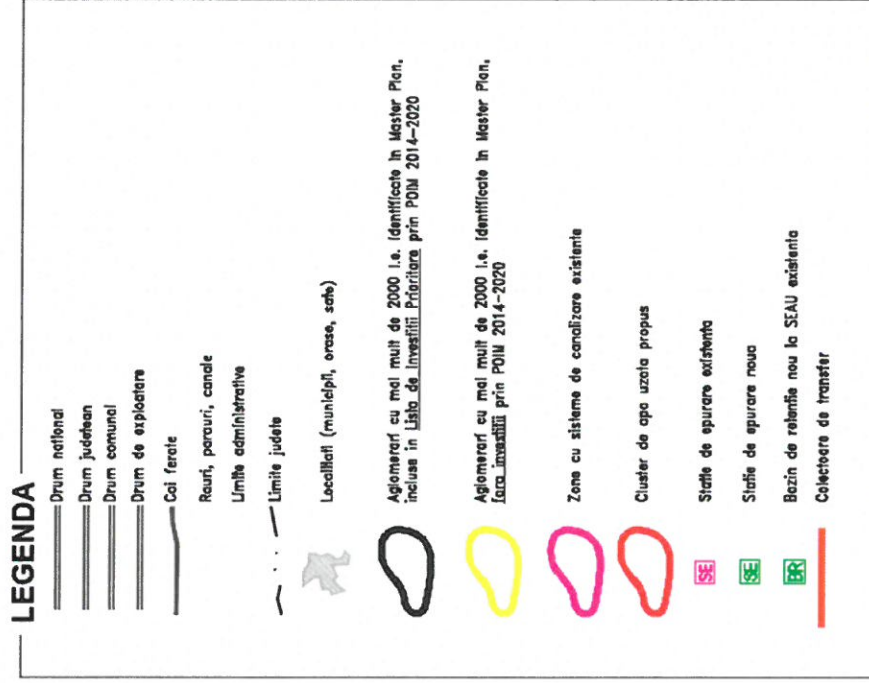 LEGENDA
Drum national
Drum judetean
Drum comunal
Drum de exploatare
Cai ferate
Rauri, parauri, canale
Limite administrative
Limite judete
Localitati (municipii, orase, sate)
Aglomerari cu mai mult de 2000 l.e. identificate in Master Plan,
incluse in Lista de Investitii Prioritare prin POIM 2014-2020
Aglomerari cu mai mult de 2000 l.e. identificate in Master Plan,
fara investitii prin POIM 2014-2020
Zone cu sisteme de canalizare existente
Cluster de apa uzata propus
SE Statie de epurare existenta
SE Statie de epurare noua
BR Bazin de retentie nou la SEAU existenta
Colectoare de transfer